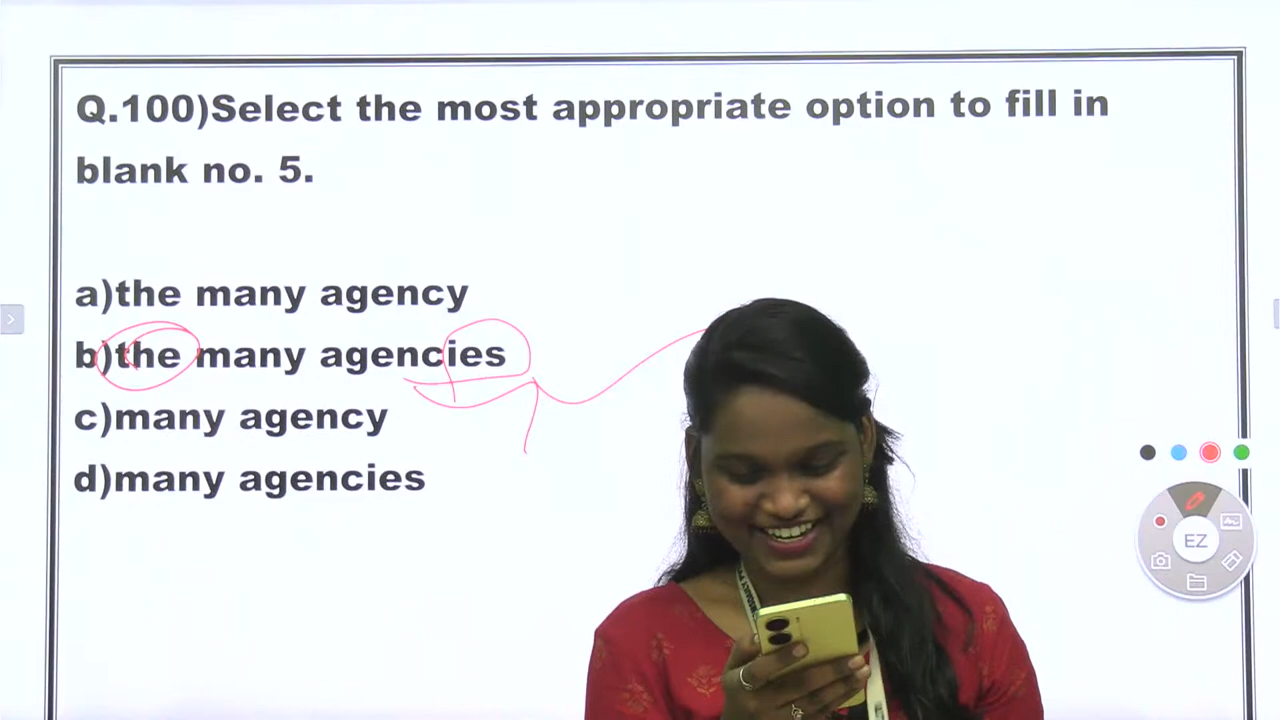 Q.100)Select the most appropriate option to fill in
blank no. 5.
a)the many agency
b)the many agencies
c)many agency
d)many agencies
EZ